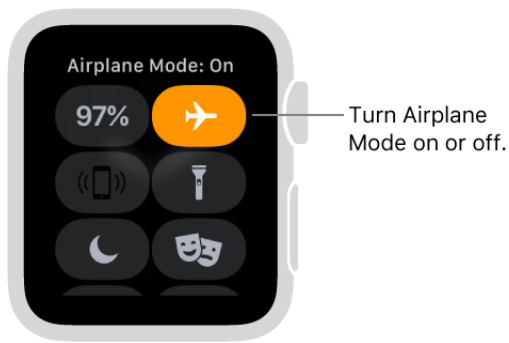 Airplane Mode: On
97%
Turn Airplane
Mode on or off.